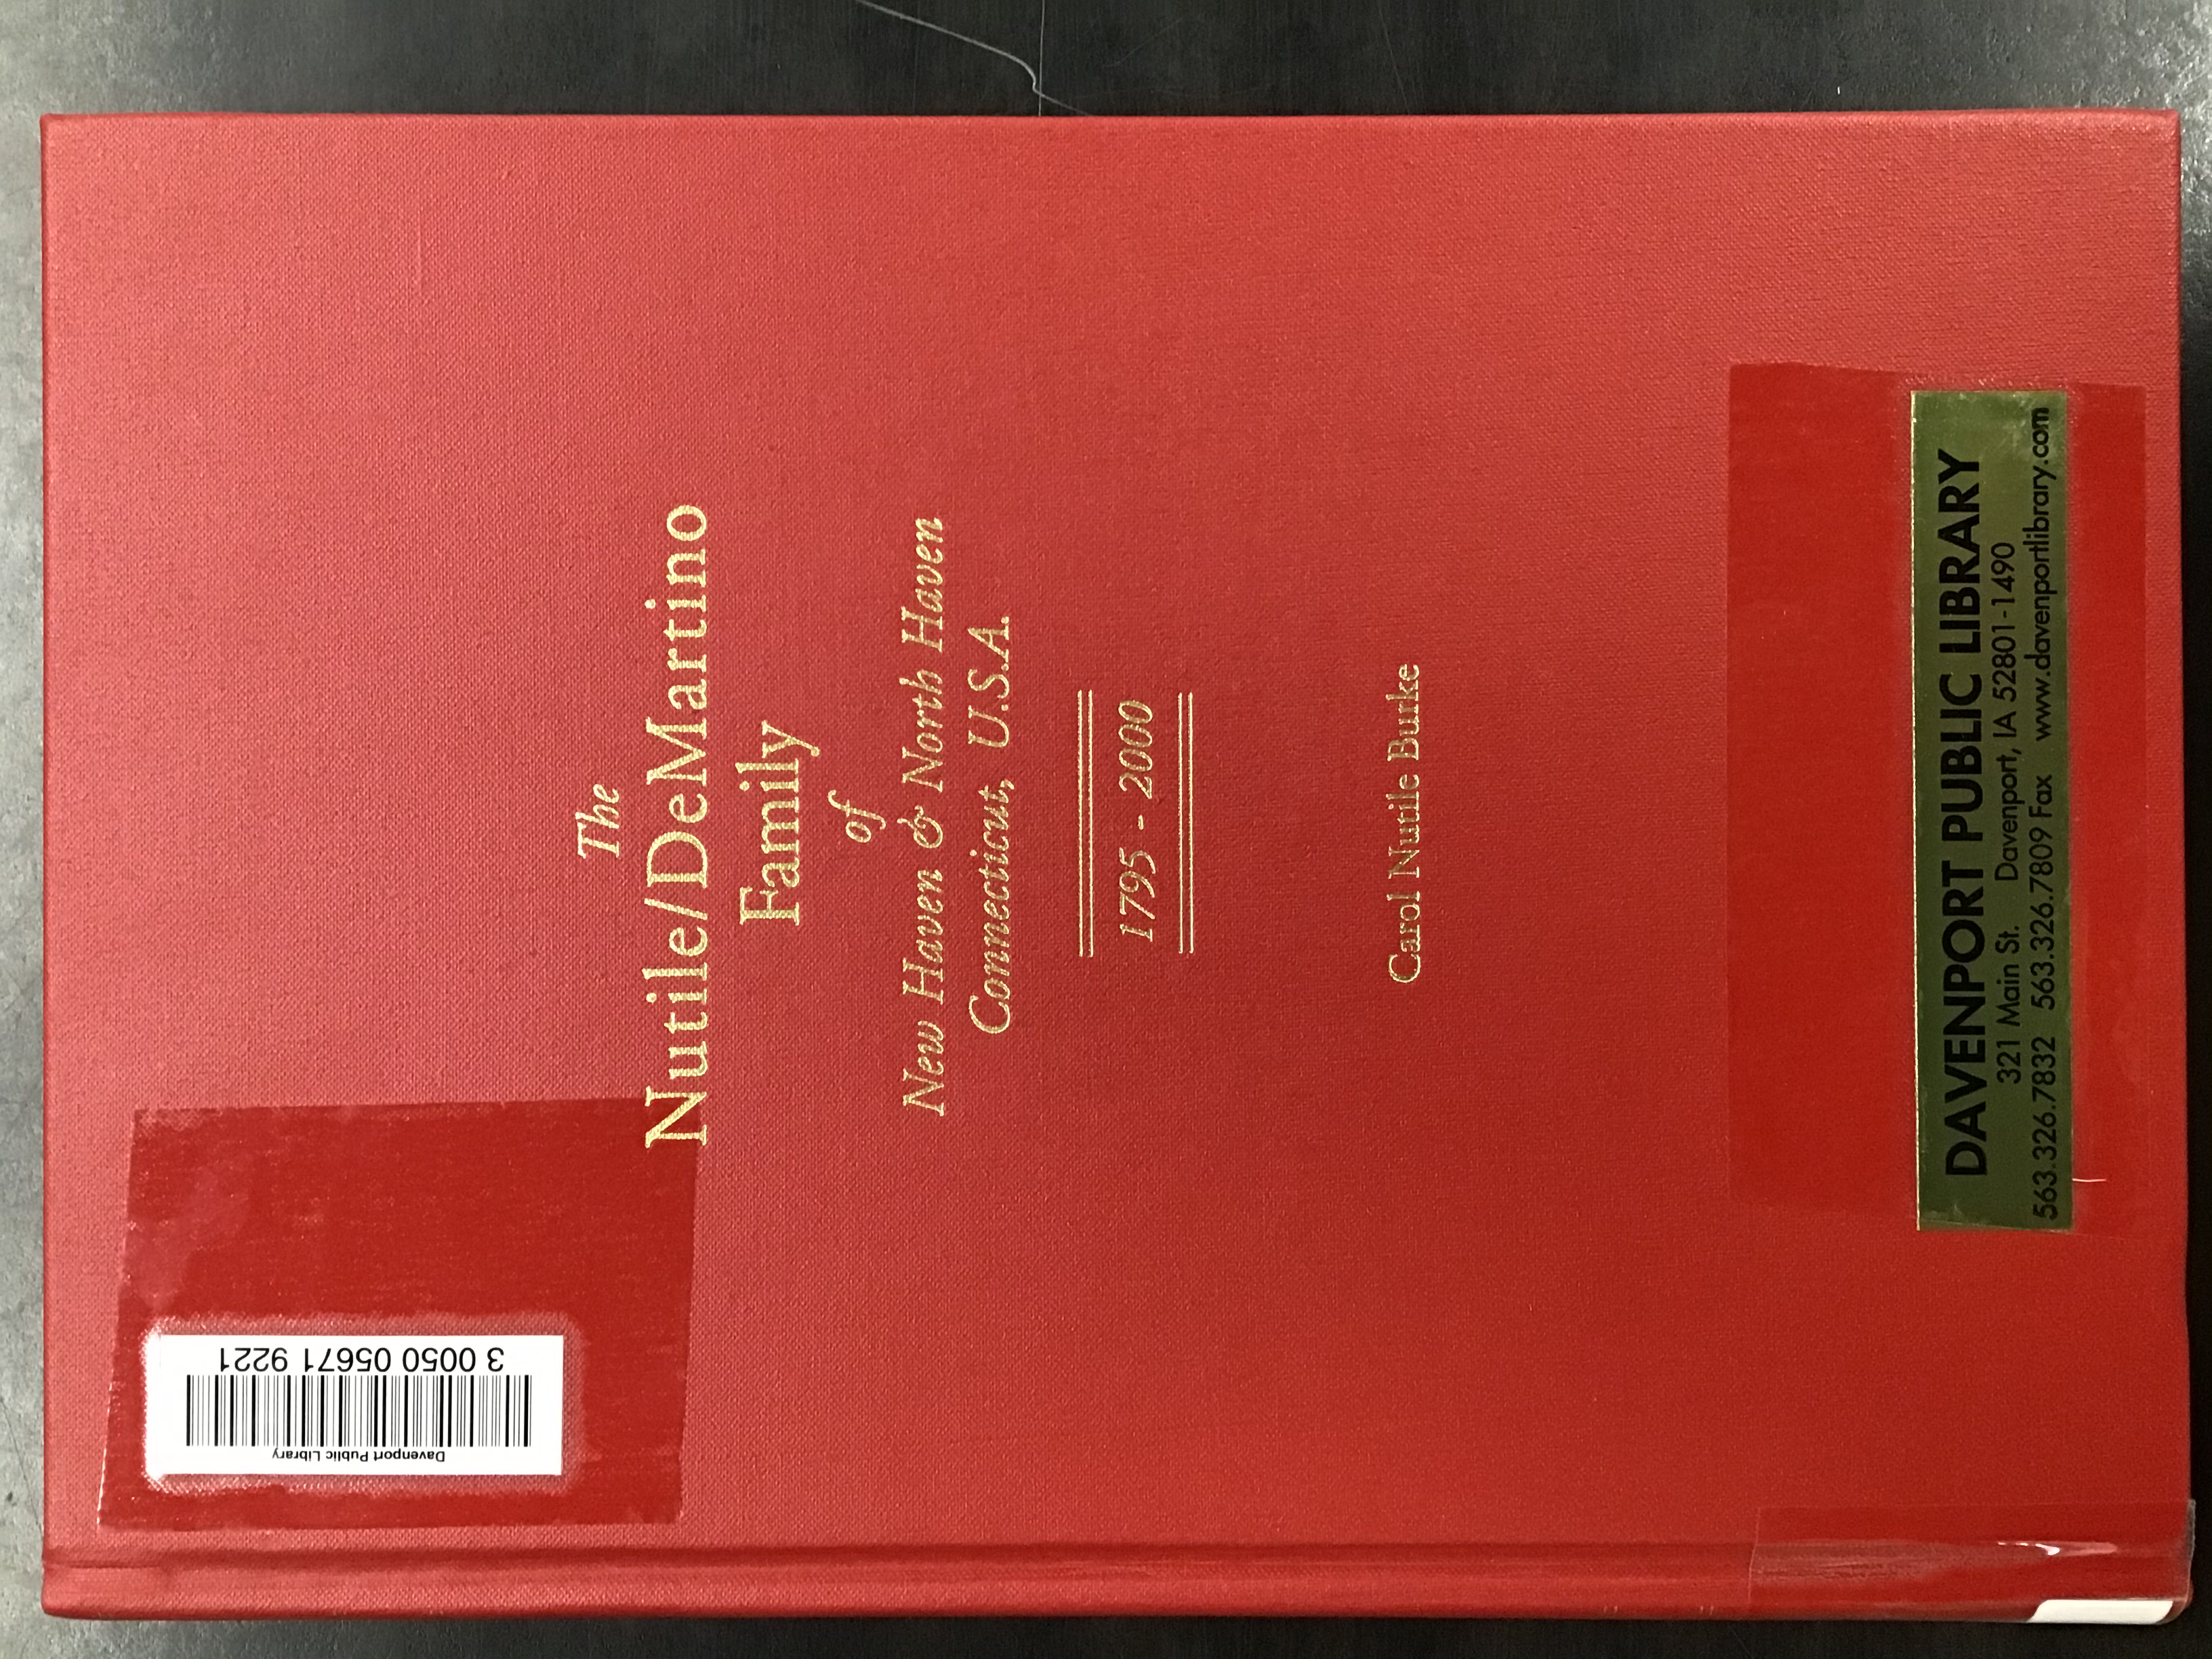 The
Nutile/DeMartino
Family
of
New Haven & North Haven
Connecticut, U.S.A.
1795 - 2000
Carol Nutile Burke
DAVENPORT PUBLIC LIBRARY
321 Main St. Davenport, IA 52801-1490
563.326.7832 563.326.7809 Fax www.davenportlibrary.com
Davenport Public Library
3 0050 05671 9221